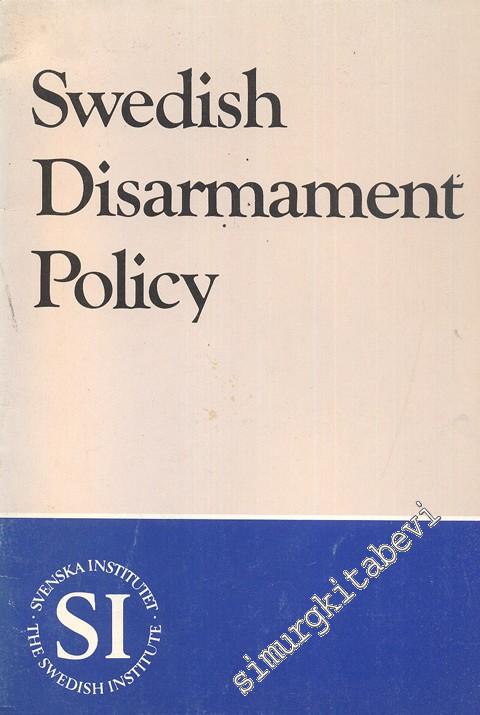 Swedish
Disarmament
Policy
· SVENSKA INSTITUTET ·
THE SWEDISH INSTITUTE
SI
simurgkitabevi